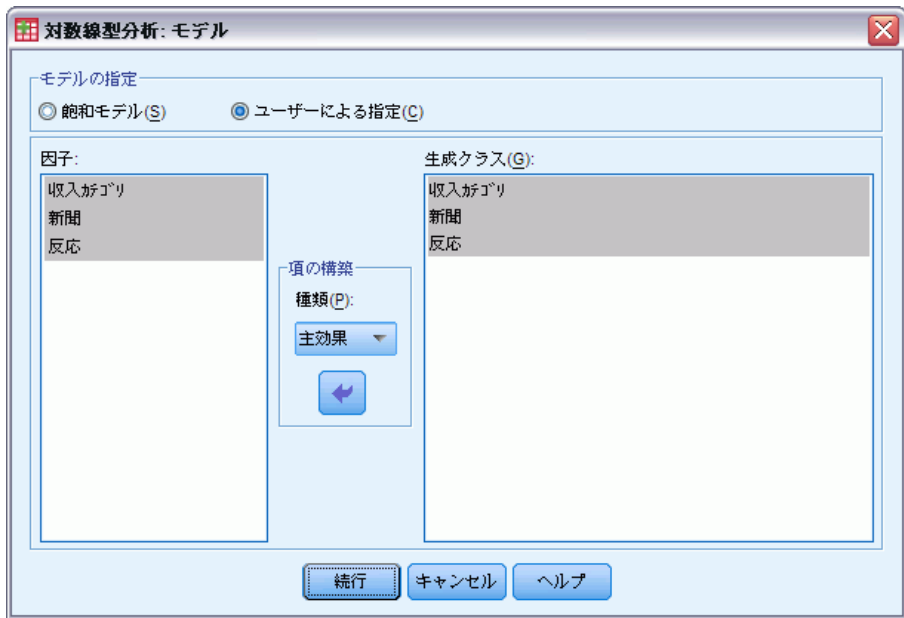 対数線型分析: モデル
モデルの指定
飽和モデル(S)
ユーザーによる指定(C)
因子:
収入カテゴリ
新聞
反応
項の構築
種類(P):
主効果
生成クラス(G):
収入カテゴリ
新聞
反応
続行
キャンセル
ヘルプ